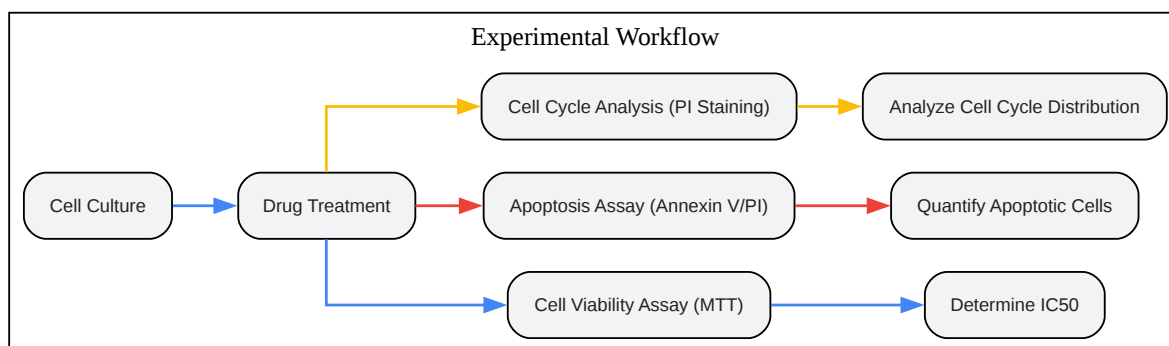 Experimental Workflow
Cell Cycle Analysis (PI Staining)
Analyze Cell Cycle Distribution
Cell Culture
Drug Treatment
Apoptosis Assay (Annexin V/PI)
Quantify Apoptotic Cells
Cell Viability Assay (MTT)
Determine IC50